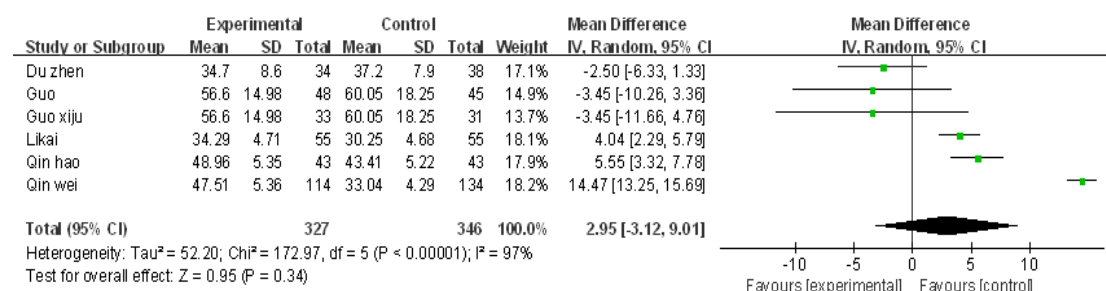 Experimental Control Mean Difference Mean Difference
Study or Subgroup Mean SD Total Mean SD Total Weight IV, Random, 95% CI IV, Random, 95% CI
Du zhen 34.7 8.6 34 37.2 7.9 38 17.1% -2.50 [-6.33, 1.33]
Guo 56.6 14.98 48 60.05 18.25 45 14.9% -3.45 [-10.26, 3.36]
Guo xiju 56.6 14.98 33 60.05 18.25 31 13.7% -3.45 [-11.66, 4.76]
Likai 34.29 4.71 55 30.25 4.68 55 18.1% 4.04 [2.29, 5.79]
Qin hao 48.96 5.35 43 43.41 5.22 43 17.9% 5.55 [3.32, 7.78]
Qin wei 47.51 5.36 114 33.04 4.29 134 18.2% 14.47 [13.25, 15.69]
Total (95% CI) 327 346 100.0% 2.95 [-3.12, 9.01]
Heterogeneity: Tau² = 52.20; Chi² = 172.97, df = 5 (P < 0.00001); I² = 97%
Test for overall effect: Z = 0.95 (P = 0.34)
-10 -5 0 5 10
Favours [experimental] Favours [control]